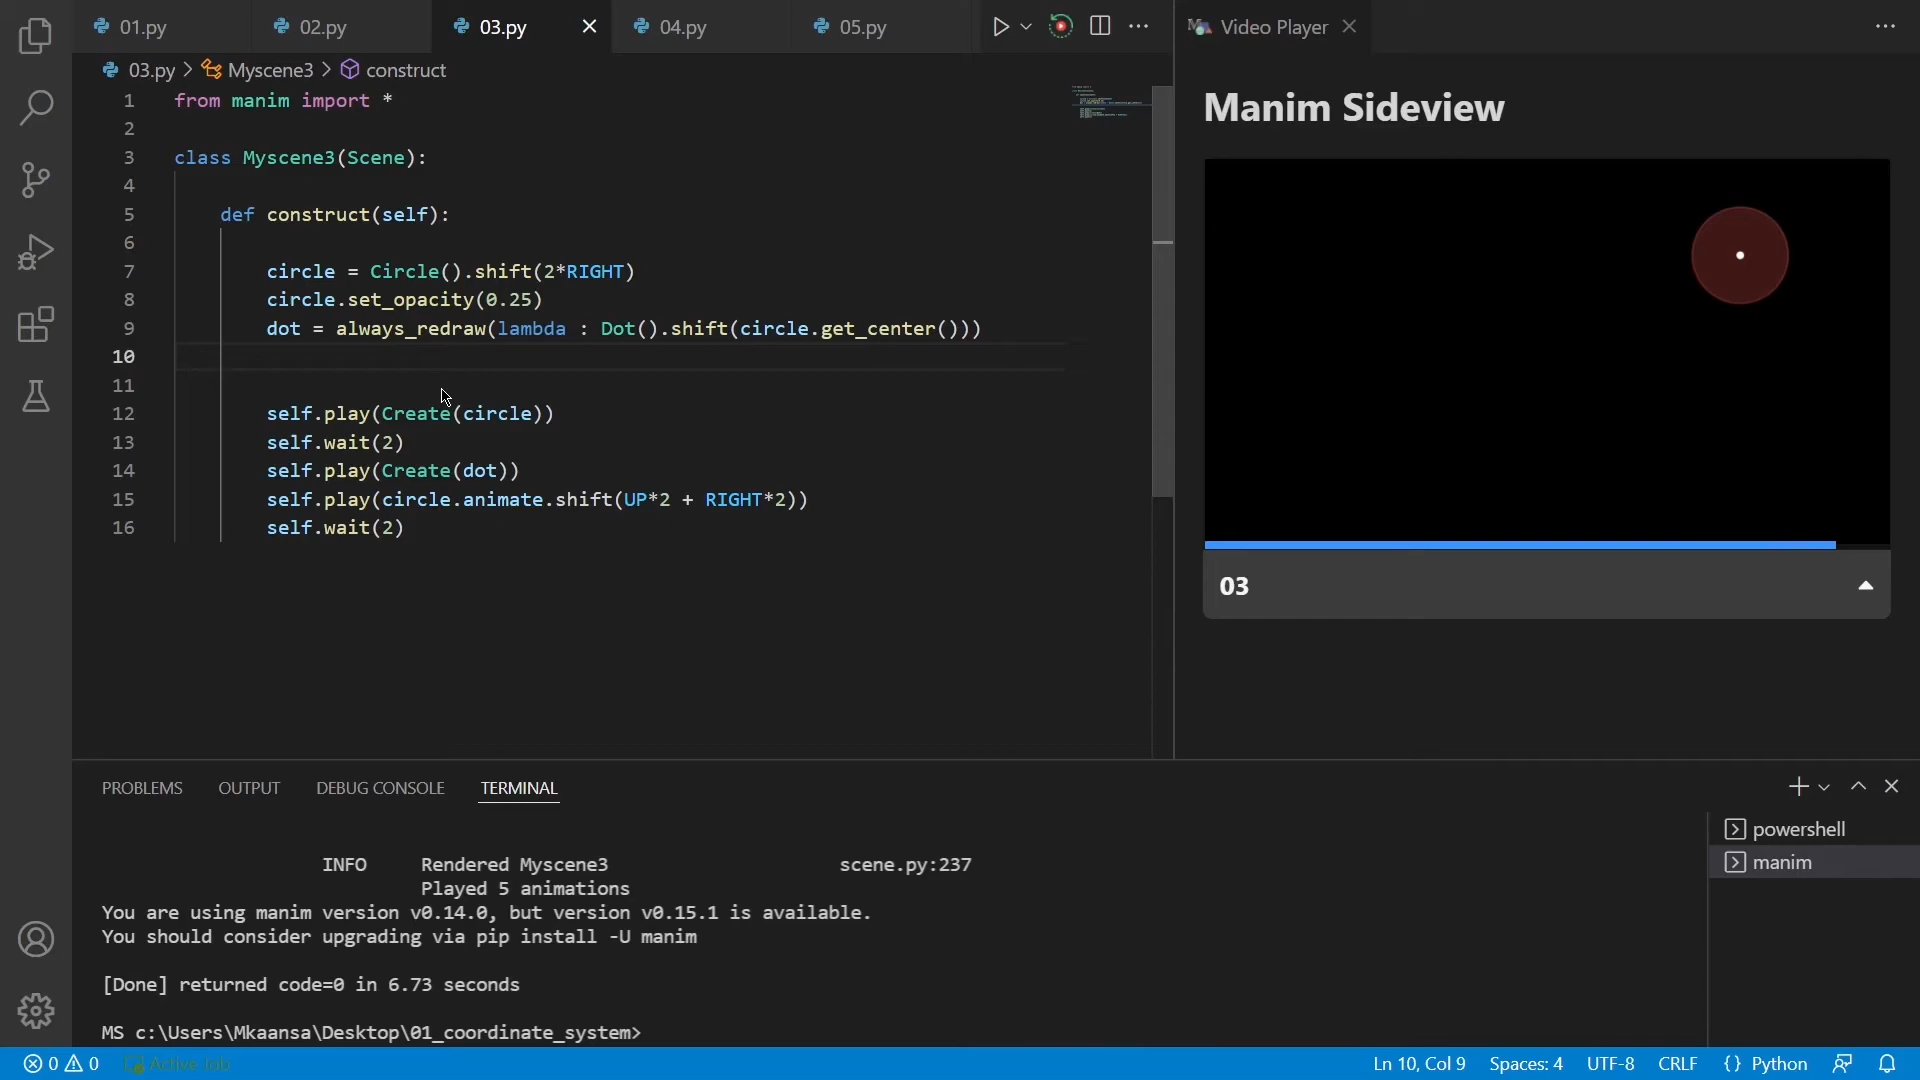 01.py 02.py 03.py 04.py 05.py Video Player
03.py > Myscene3 > construct
Manim Sideview
1 from manim import *
2
3 class Myscene3(Scene):
4
5 def construct(self):
6
7 circle = Circle().shift(2*RIGHT)
8 circle.set_opacity(0.25)
9 dot = always_redraw(lambda : Dot().shift(circle.get_center()))
10
11
12 self.play(Create(circle))
13 self.wait(2)
14 self.play(Create(dot))
15 self.play(circle.animate.shift(UP*2 + RIGHT*2))
16 self.wait(2)
03
PROBLEMS OUTPUT DEBUG CONSOLE TERMINAL
INFO Rendered Myscene3 scene.py:237
Played 5 animations
You are using manim version v0.14.0, but version v0.15.1 is available.
You should consider upgrading via pip install -U manim
[Done] returned code=0 in 6.73 seconds
MS c:\Users\Mkaansa\Desktop\01_coordinate_system>
powershell
manim
0 0 Active Job Ln 10, Col 9 Spaces: 4 UTF-8 CRLF {} Python